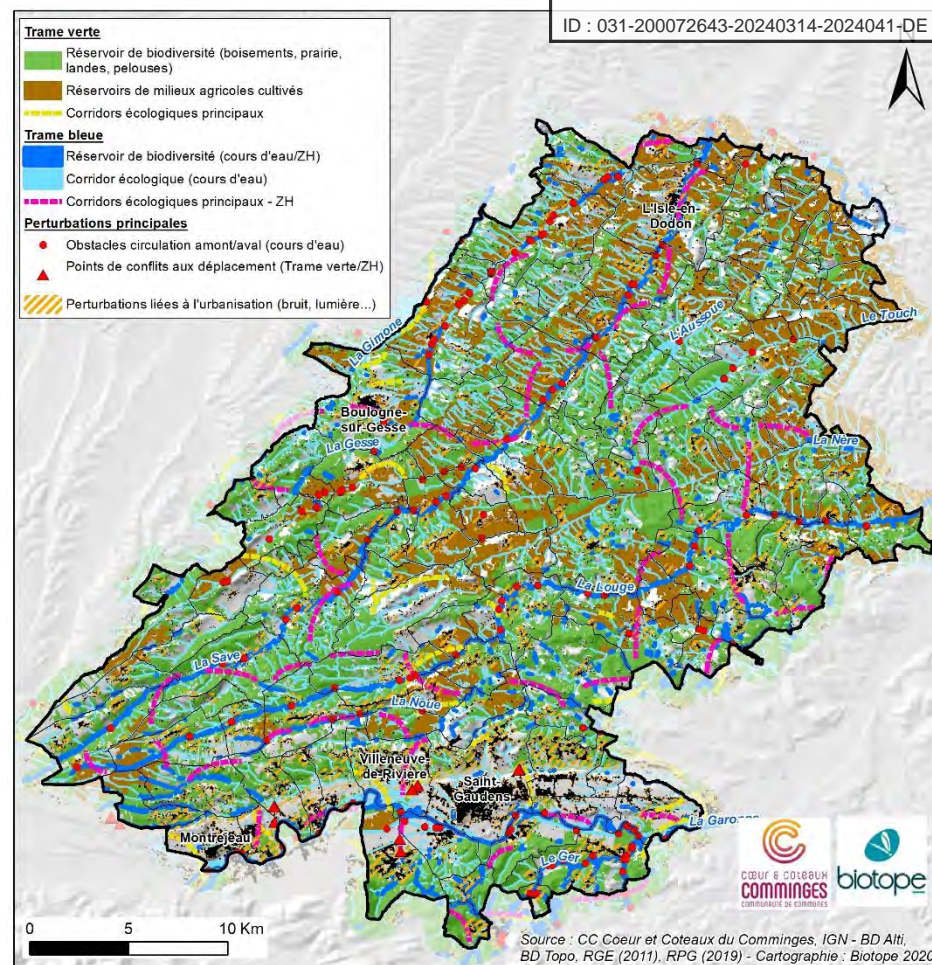 ID : 031-200072643-20240314-2024041-DE
N
Trame verte
Réservoir de biodiversité (boisements, prairie,
landes, pelouses)
Réservoirs de milieux agricoles cultivés
Corridors écologiques principaux
Trame bleue
Réservoir de biodiversité (cours d'eau/ZH)
Corridor écologique (cours d'eau)
Corridors écologiques principaux - ZH
Perturbations principales
Obstacles circulation amont/aval (cours d'eau)
Points de conflits aux déplacement (Trame verte/ZH)
Perturbations liées à l'urbanisation (bruit, lumière...)
L'Isle-en-
Dodon
La Gimone
L'Aussoue
Le Touch
Boulogne-
sur-Gesse
La Gesse
La Nère
La Louge
La Save
La Noue
Villeneuve-
de-Rivière
Saint-
Gaudens
Montréjeau
La Garonne
Le Ger
cœur & coteaux
COMMINGES
COMMUNAUTÉ DE COMMUNES
biotope
0 5 10 Km
Source : CC Coeur et Coteaux du Comminges, IGN - BD Alti,
BD Topo, RGE (2011), RPG (2019) - Cartographie : Biotope 2020